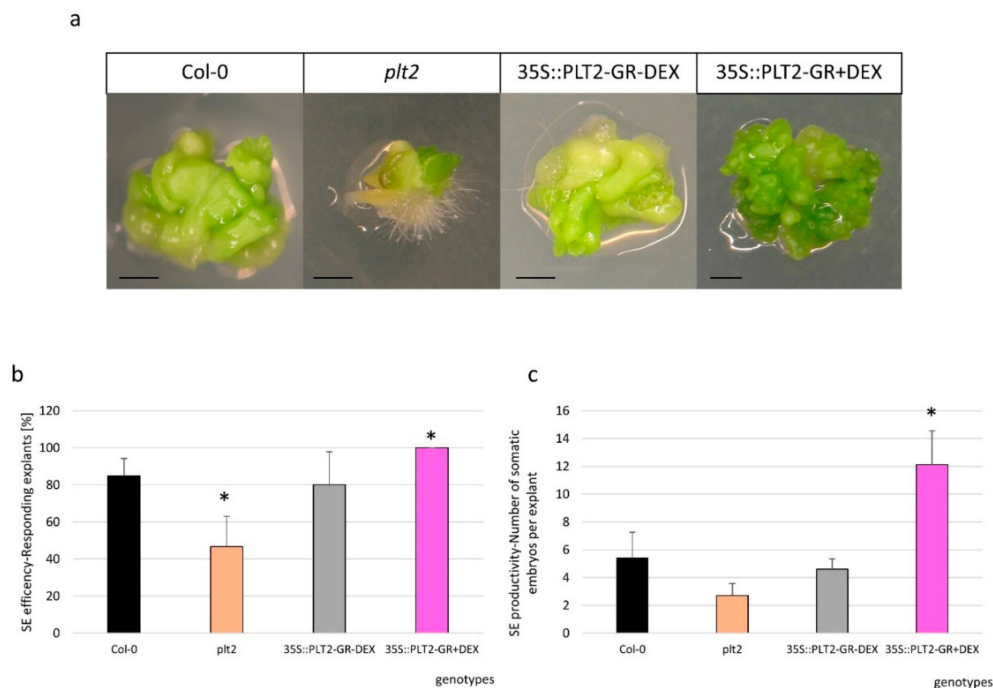 a
Col-0
plt2
35S::PLT2-GR-DEX
35S::PLT2-GR+DEX
b
SE efficency-Responding explants [%]
120
100
80
60
40
20
0
*
*
Col-0
plt2
35S::PLT2-GR-DEX
35S::PLT2-GR+DEX
genotypes
c
SE productivity-Number of somatic
embryos per explant
16
14
12
10
8
6
4
2
0
*
Col-0
plt2
35S::PLT2-GR-DEX
35S::PLT2-GR+DEX
genotypes